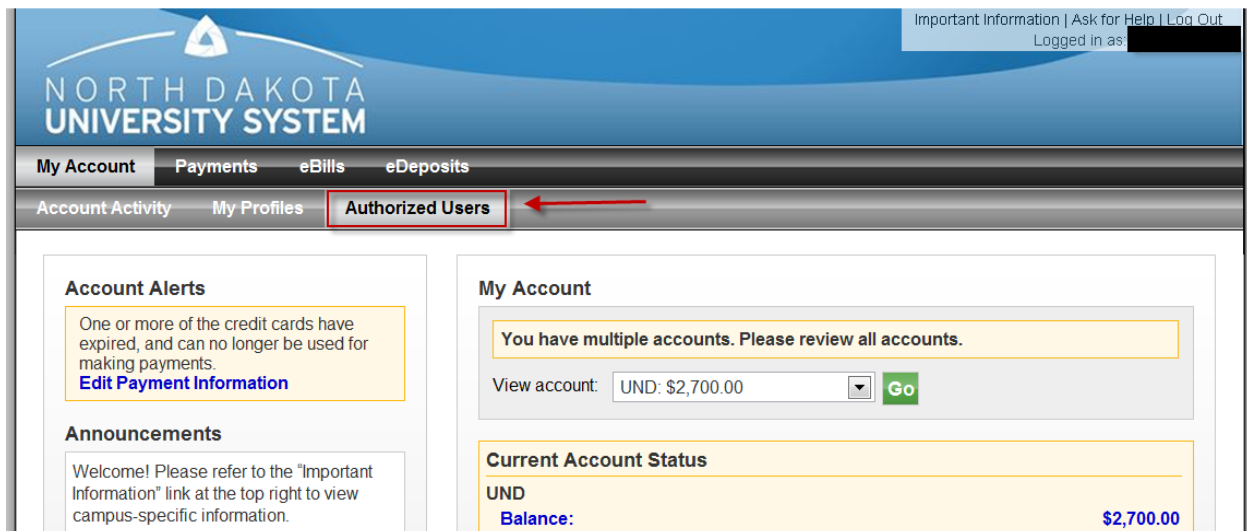 Important Information | Ask for Help | Log Out
Logged in as:
NORTH DAKOTA
UNIVERSITY SYSTEM
My Account Payments eBills eDeposits
Account Activity My Profiles Authorized Users
Account Alerts
One or more of the credit cards have
expired, and can no longer be used for
making payments.
Edit Payment Information
Announcements
Welcome! Please refer to the "Important
Information" link at the top right to view
campus-specific information.
My Account
You have multiple accounts. Please review all accounts.
View account: UND: $2,700.00 Go
Current Account Status
UND
Balance: $2,700.00